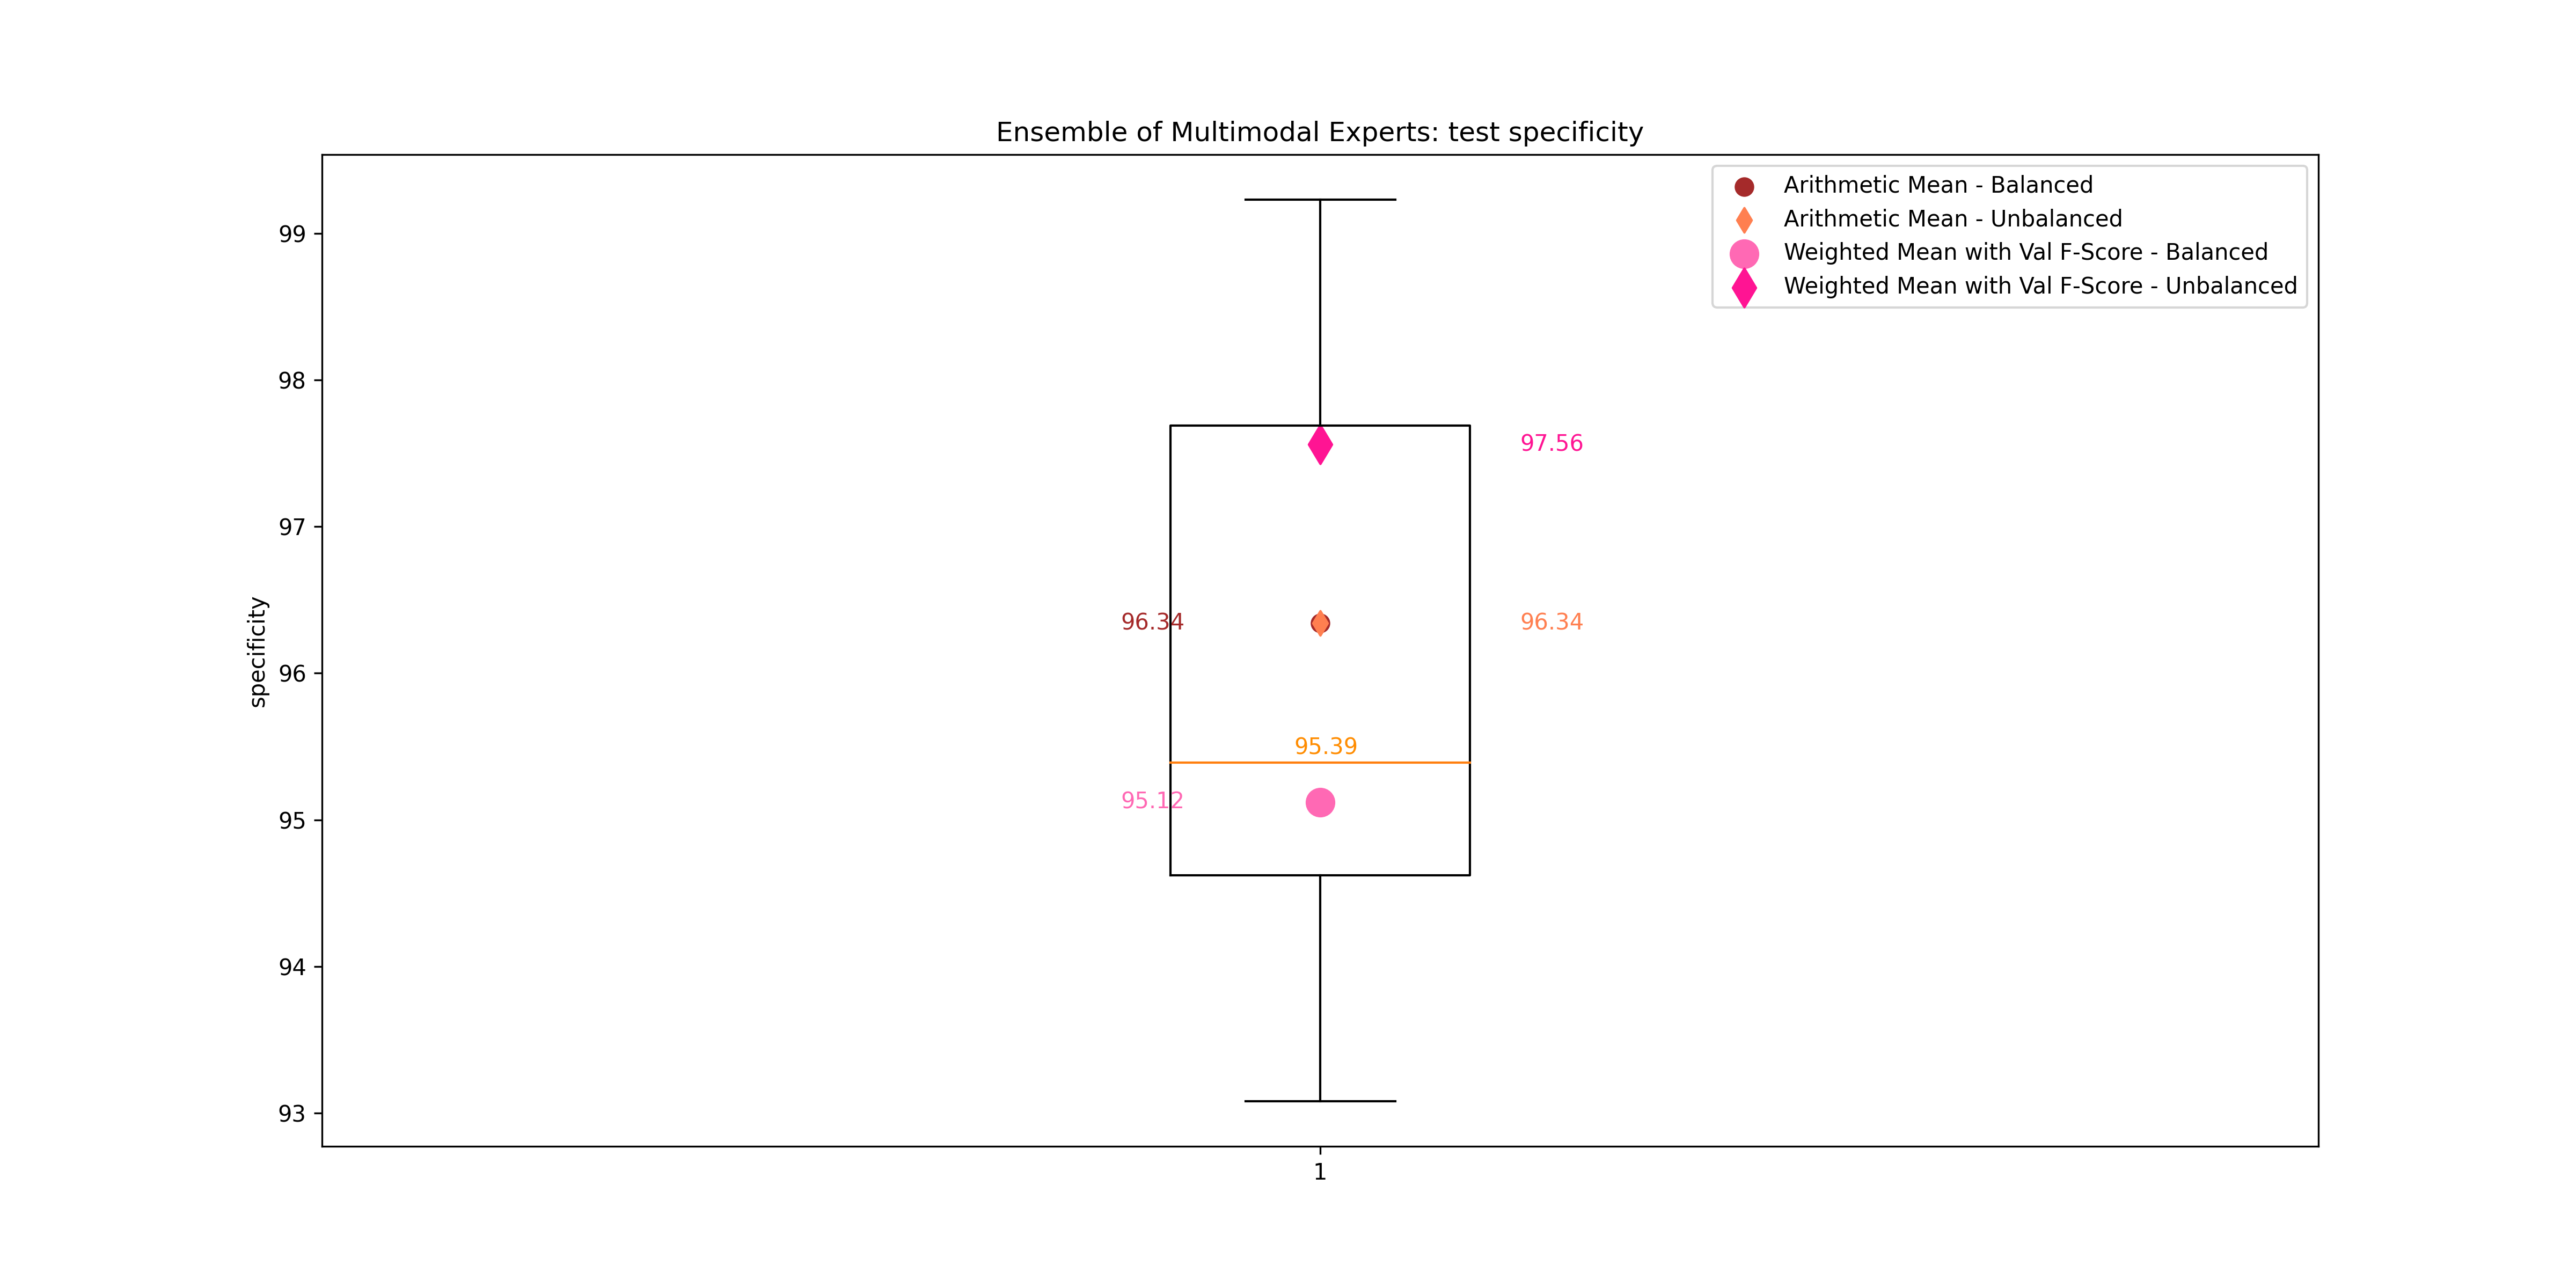 Ensemble of Multimodal Experts: test specificity
Arithmetic Mean - Balanced
Arithmetic Mean - Unbalanced
Weighted Mean with Val F-Score - Balanced
Weighted Mean with Val F-Score - Unbalanced
specificity
99
98
97
96
95
94
93
97.56
96.34
96.34
95.39
95.12
1